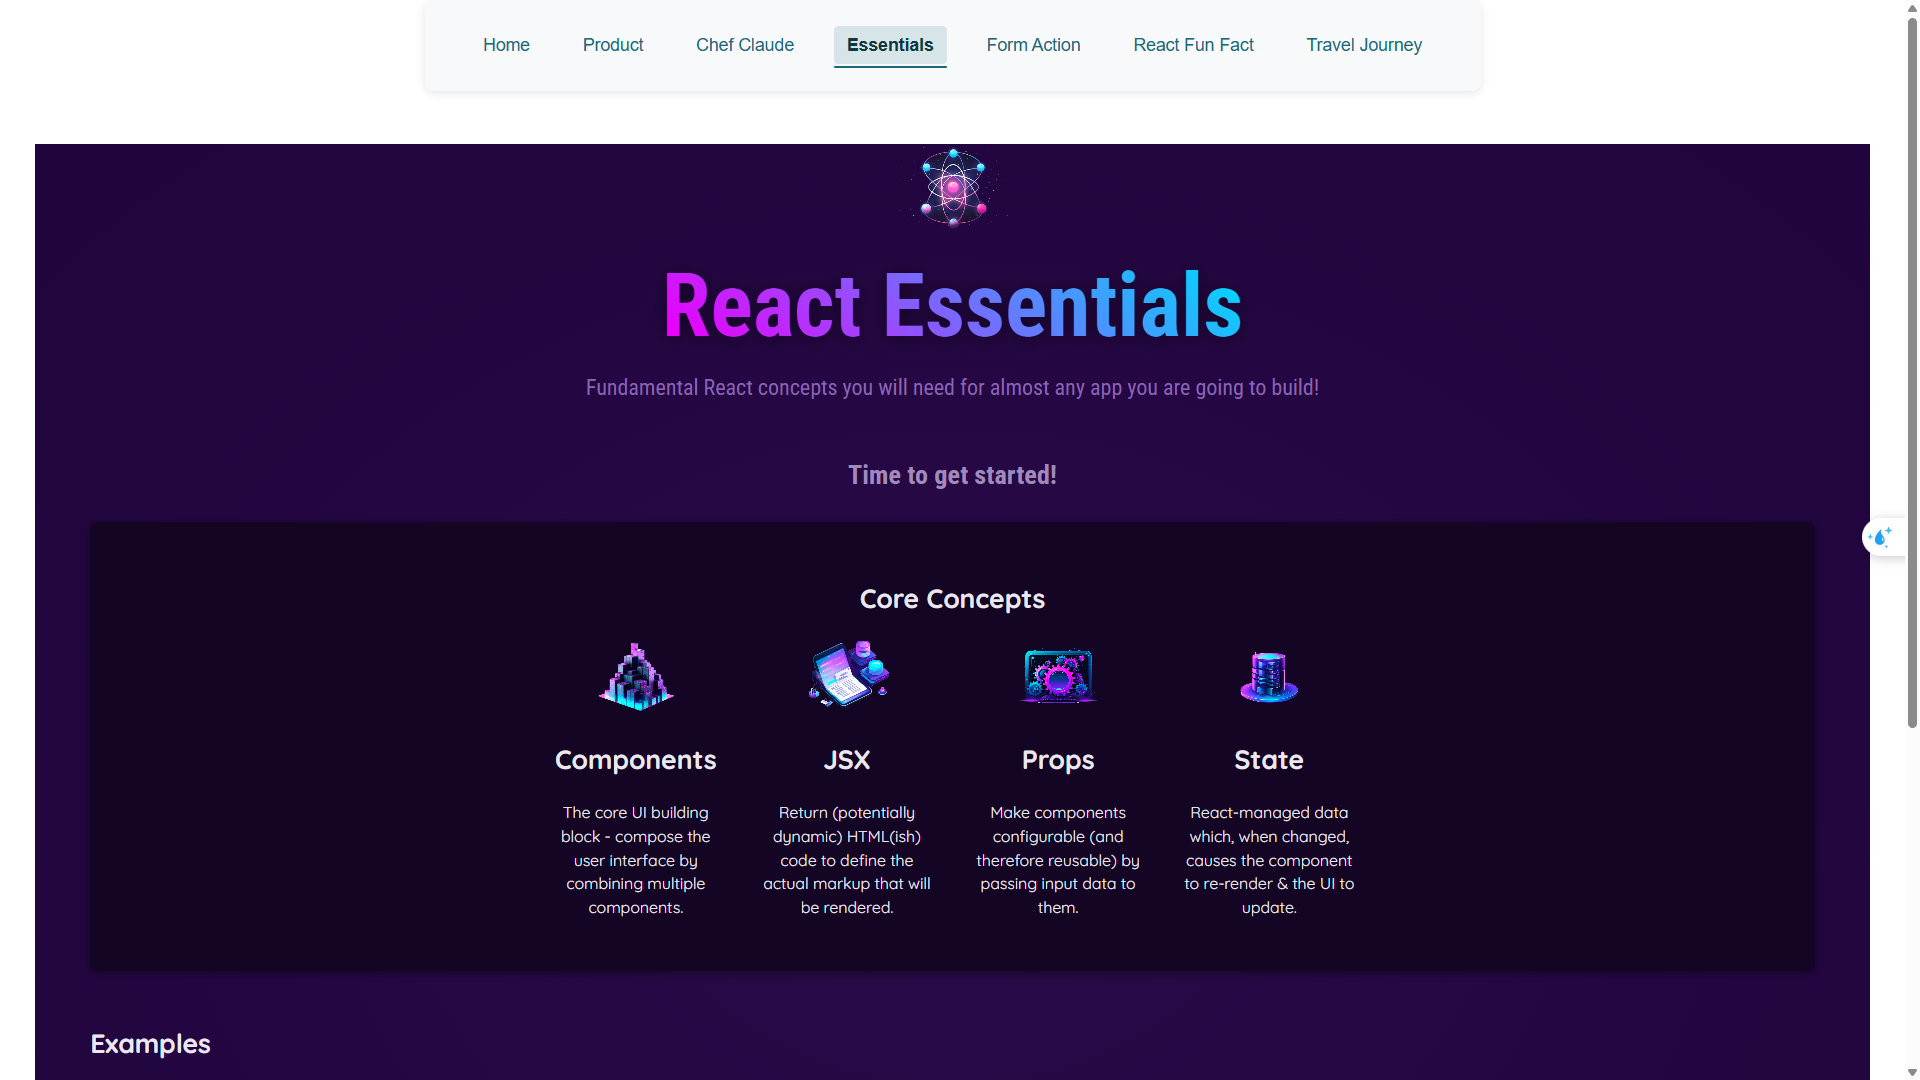 Home Product Chef Claude Essentials Form Action React Fun Fact Travel Journey
React Essentials
Fundamental React concepts you will need for almost any app you are going to build!
Time to get started!
Core Concepts
Components
The core UI building
block - compose the
user interface by
combining multiple
components.
JSX
Return (potentially
dynamic) HTML(ish)
code to define the
actual markup that will
be rendered.
Props
Make components
configurable (and
therefore reusable) by
passing input data to
them.
State
React-managed data
which, when changed,
causes the component
to re-render & the UI to
update.
Examples